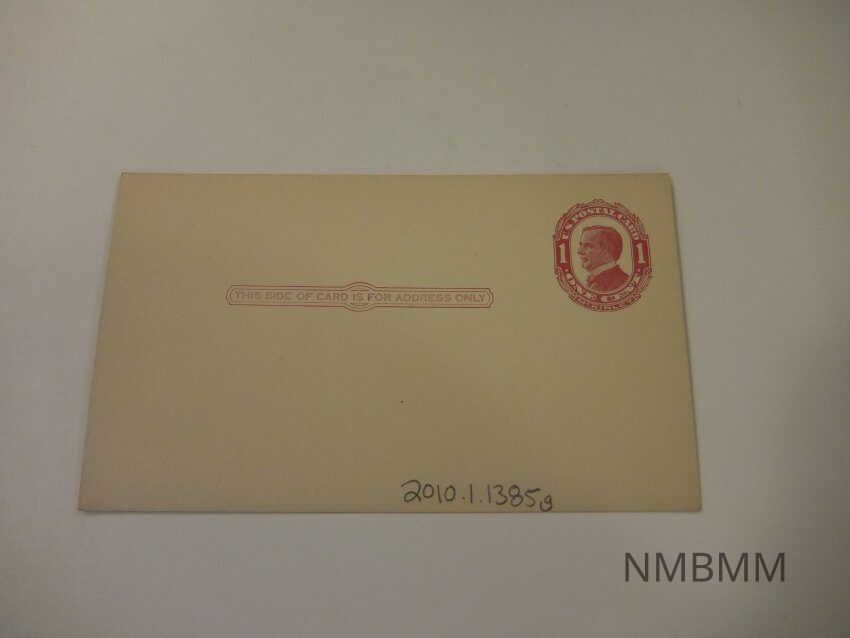 U.S. POSTAL CARD
1 1
ONE CENT
THIS SIDE OF CARD IS FOR ADDRESS ONLY
2010.1.1385g
NMBMM